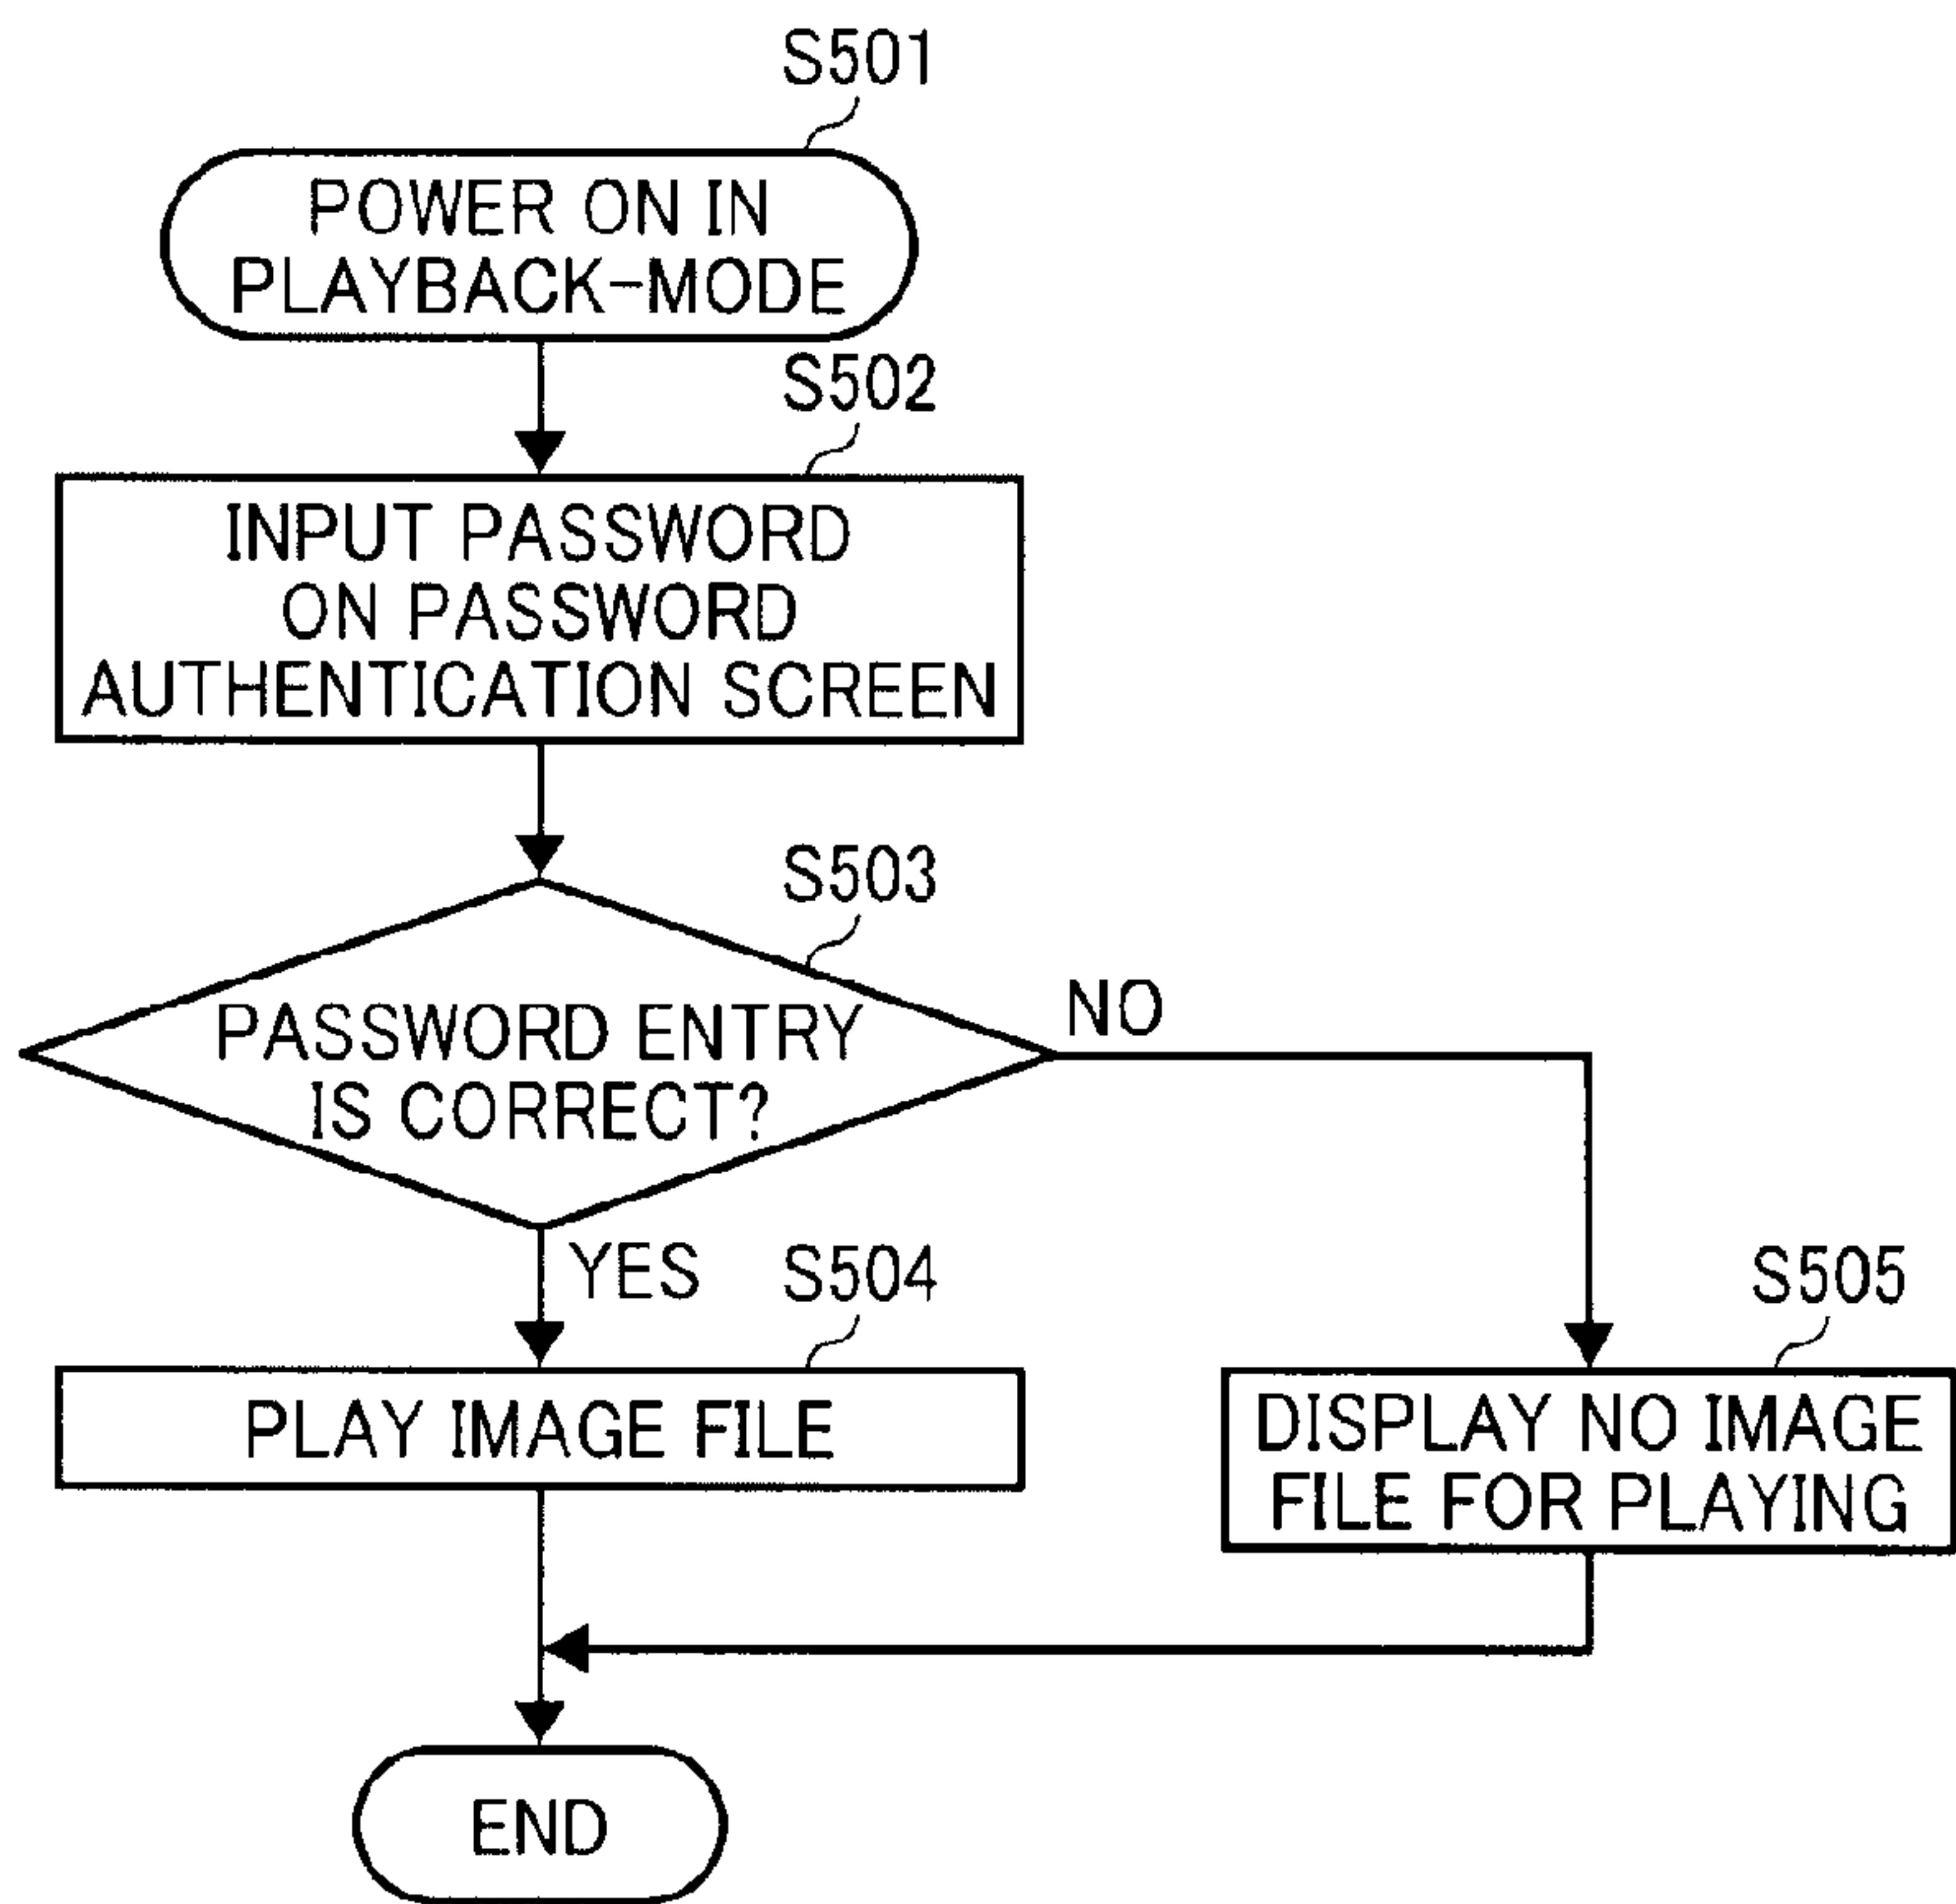 S501
POWER ON IN
PLAYBACK-MODE
S502
INPUT PASSWORD
ON PASSWORD
AUTHENTICATION SCREEN
S503
PASSWORD ENTRY
IS CORRECT?
NO
YES
S504
PLAY IMAGE FILE
S505
DISPLAY NO IMAGE
FILE FOR PLAYING
END